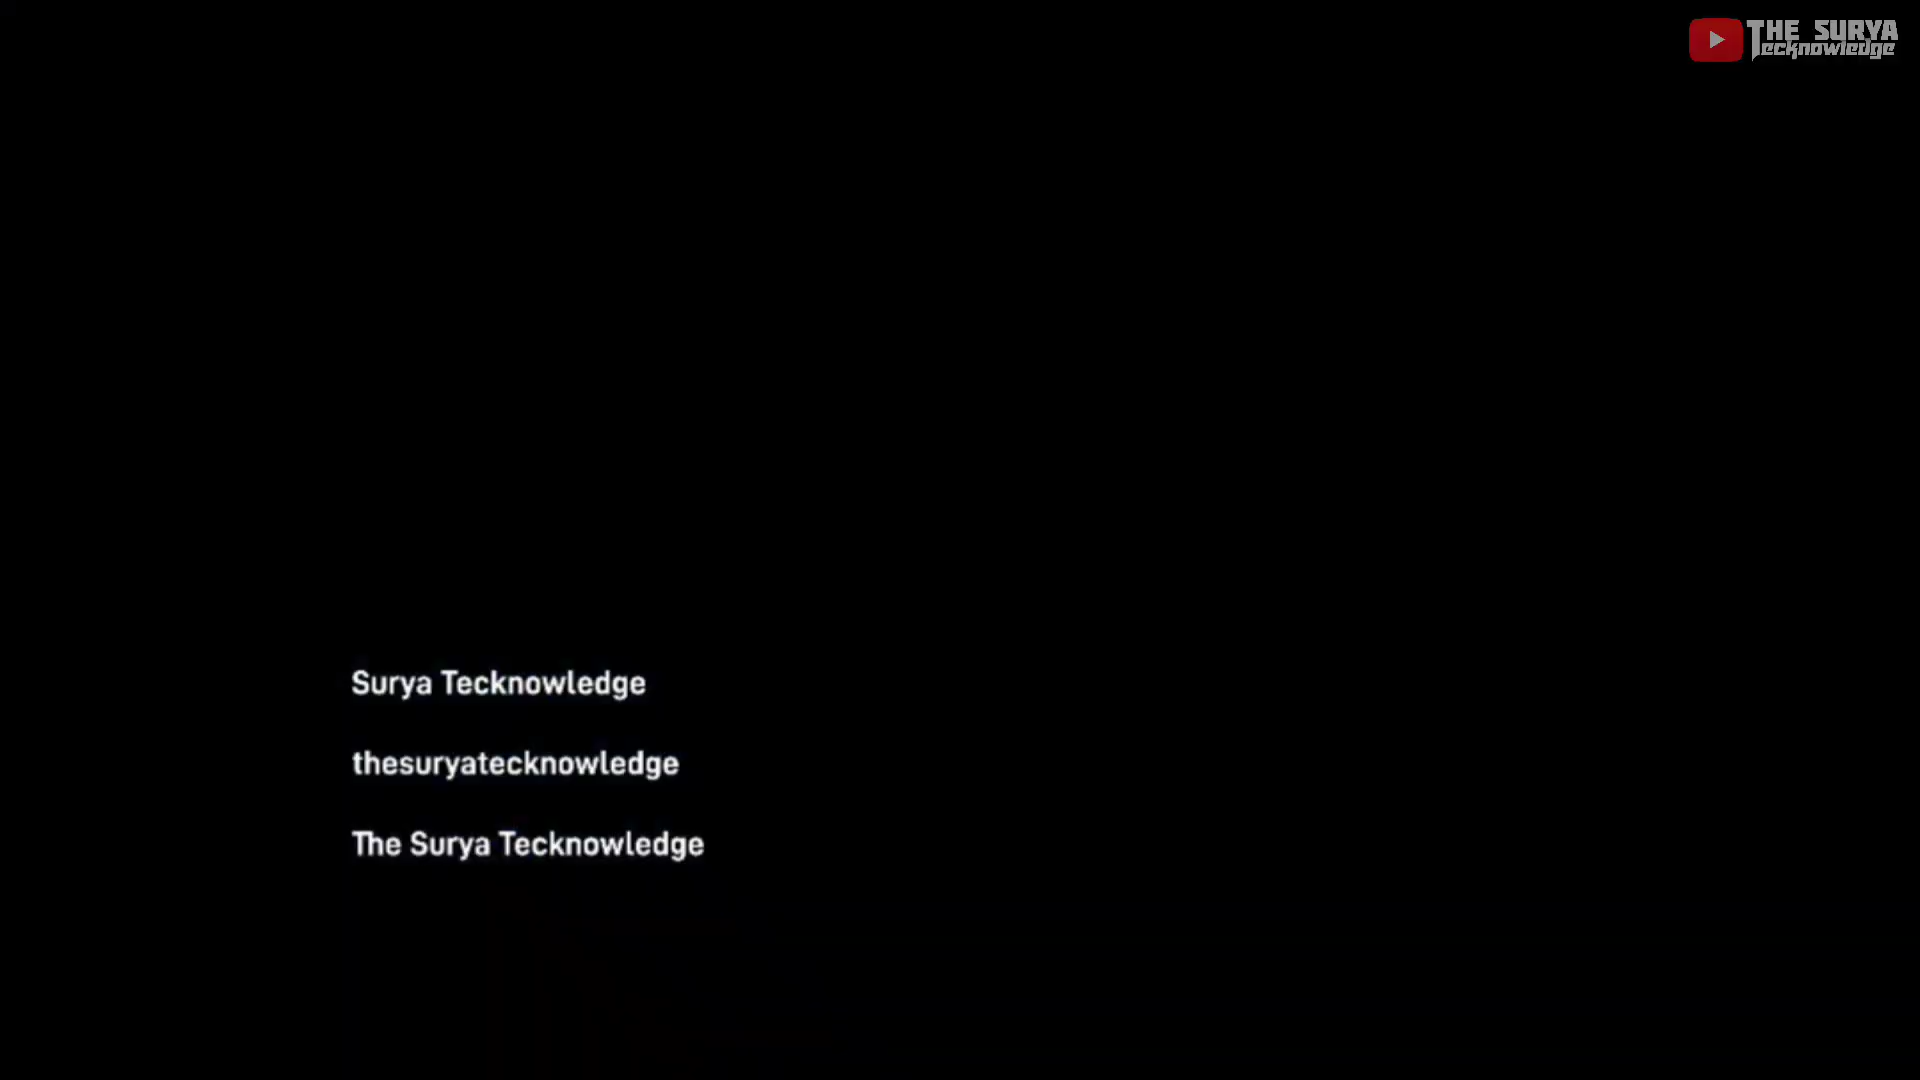 THE SURYA
Tecknowledge
Surya Tecknowledge
thesuryatecknowledge
The Surya Tecknowledge